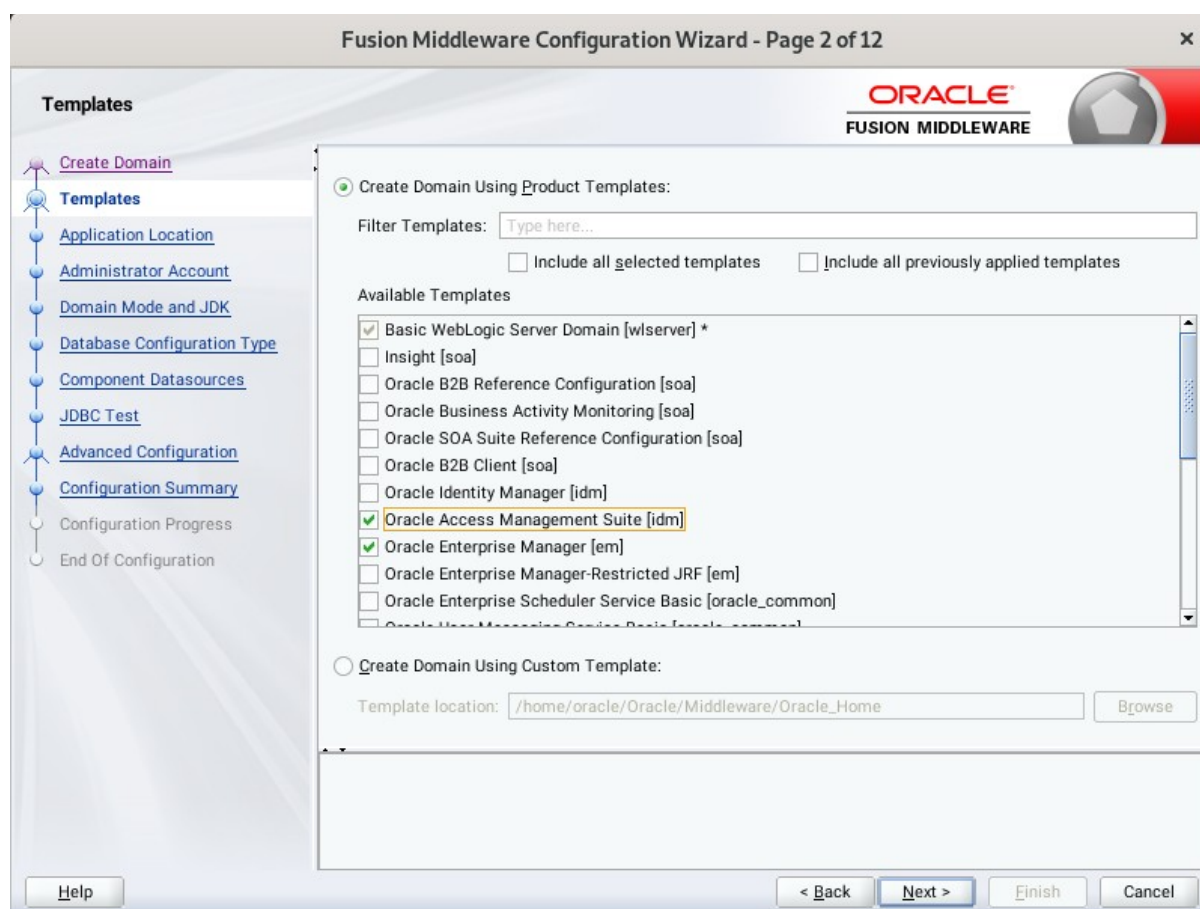 Fusion Middleware Configuration Wizard - Page 2 of 12
Templates
ORACLE
FUSION MIDDLEWARE
Create Domain
Templates
Application Location
Administrator Account
Domain Mode and JDK
Database Configuration Type
Component Datasources
JDBC Test
Advanced Configuration
Configuration Summary
Configuration Progress
End Of Configuration
Create Domain Using Product Templates:
Filter Templates: Type here...
Include all selected templates Include all previously applied templates
Available Templates
Basic WebLogic Server Domain [wlserver] *
Insight [soa]
Oracle B2B Reference Configuration [soa]
Oracle Business Activity Monitoring [soa]
Oracle SOA Suite Reference Configuration [soa]
Oracle B2B Client [soa]
Oracle Identity Manager [idm]
Oracle Access Management Suite [idm]
Oracle Enterprise Manager [em]
Oracle Enterprise Manager-Restricted JRF [em]
Oracle Enterprise Scheduler Service Basic [oracle_common]
Oracle User Messaging Service Basic [oracle_common]
Create Domain Using Custom Template:
Template location: /home/oracle/Oracle/Middleware/Oracle_Home Browse
Help < Back Next > Finish Cancel